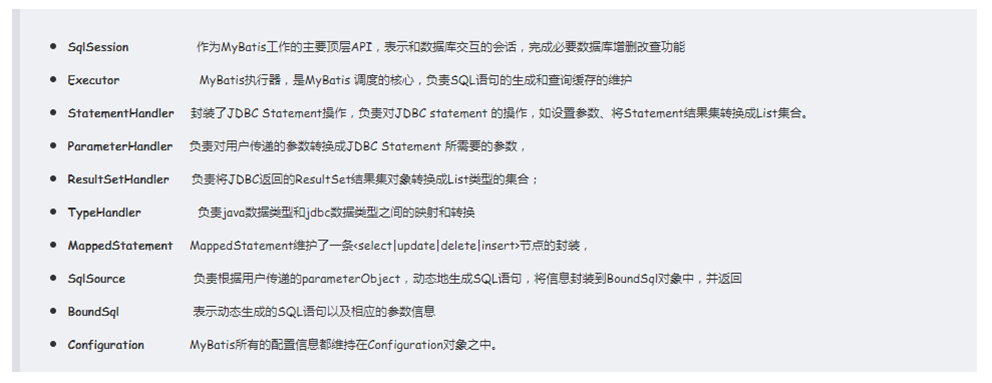 SqlSession 作为MyBatis工作的主要顶层API，表示和数据库交互的会话，完成必要数据库增删改查功能
Executor MyBatis执行器，是MyBatis 调度的核心，负责SQL语句的生成和查询缓存的维护
StatementHandler 封装了JDBC Statement操作，负责对JDBC statement 的操作，如设置参数、将Statement结果集转换成List集合。
ParameterHandler 负责对用户传递的参数转换成JDBC Statement 所需要的参数，
ResultSetHandler 负责将JDBC返回的ResultSet结果集对象转换成List类型的集合；
TypeHandler 负责java数据类型和jdbc数据类型之间的映射和转换
MappedStatement MappedStatement维护了一条<select|update|delete|insert>节点的封装，
SqlSource 负责根据用户传递的parameterObject，动态地生成SQL语句，将信息封装到BoundSql对象中，并返回
BoundSql 表示动态生成的SQL语句以及相应的参数信息
Configuration MyBatis所有的配置信息都维持在Configuration对象之中。